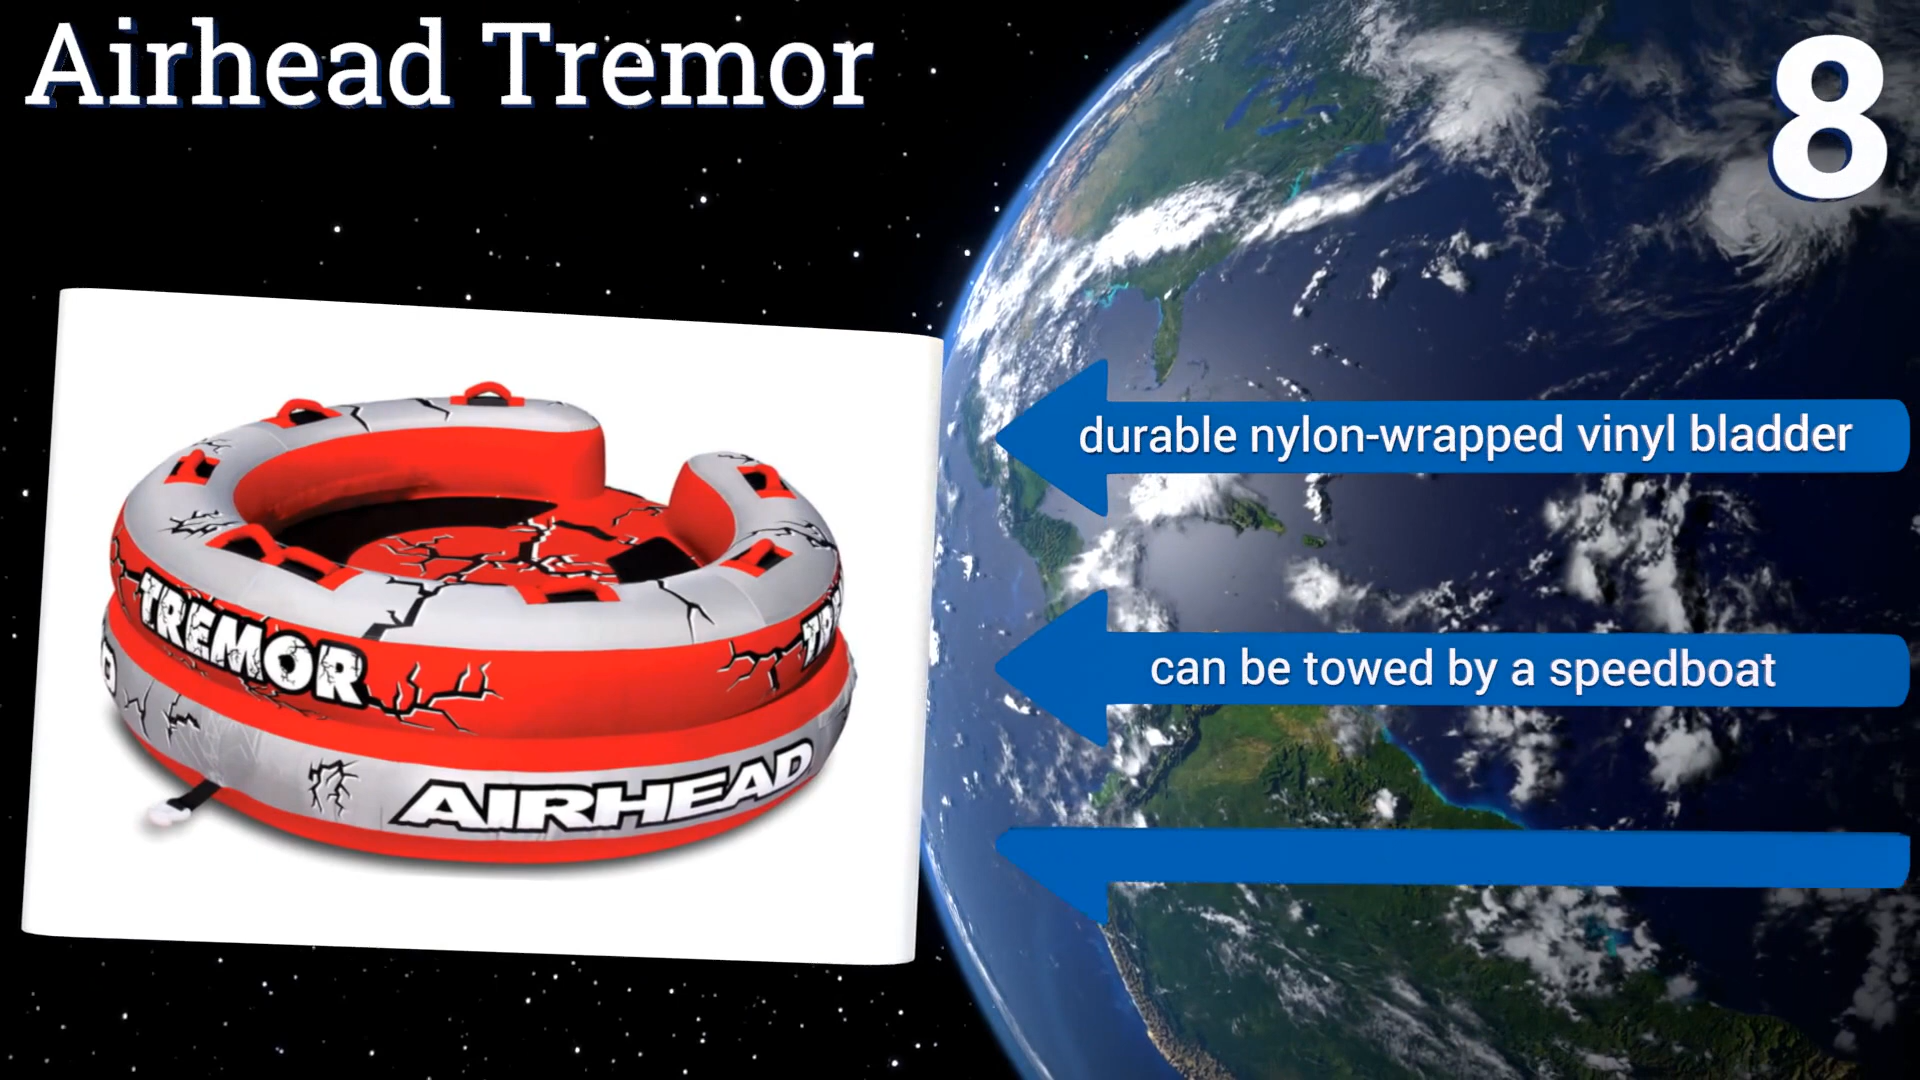 Airhead Tremor
8
durable nylon-wrapped vinyl bladder
can be towed by a speedboat
TREMOR
AIRHEAD